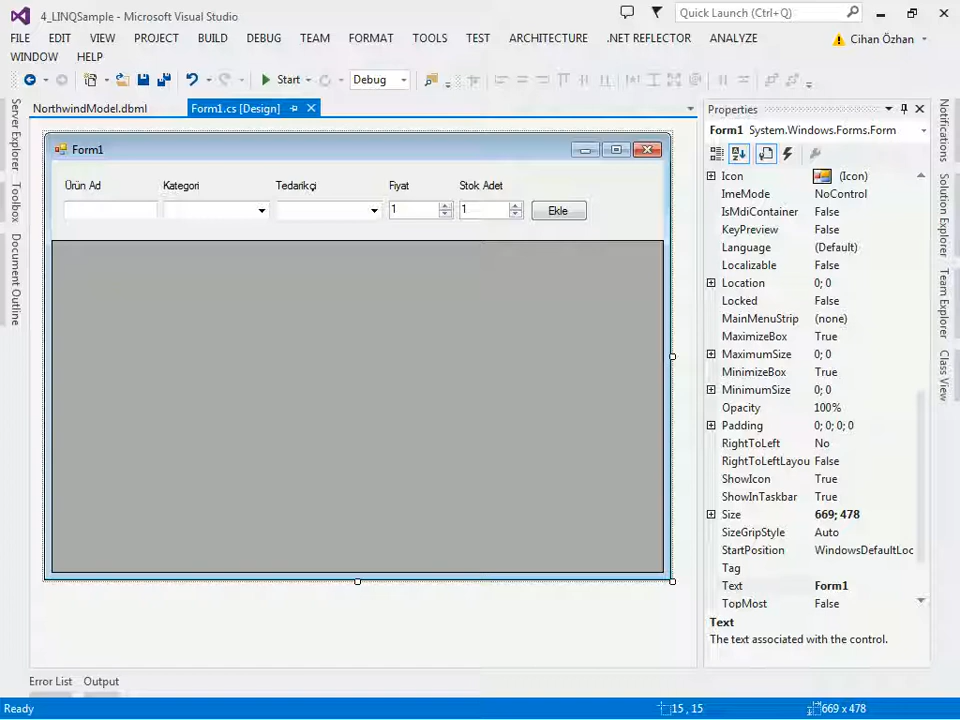 4_LINQSample - Microsoft Visual Studio
Quick Launch (Ctrl+Q)
FILE EDIT VIEW PROJECT BUILD DEBUG TEAM FORMAT TOOLS TEST ARCHITECTURE .NET REFLECTOR ANALYZE
Cihan Özhan
WINDOW HELP
Start
Debug
Server Explorer
Toolbox
Document Outline
NorthwindModel.dbml
Form1.cs [Design]
Form1
Ürün Ad Kategori Tedarikçi Fiyat Stok Adet
1 1 Ekle
Properties
Form1 System.Windows.Forms.Form
Icon (Icon)
ImeMode NoControl
IsMdiContainer False
KeyPreview False
Language (Default)
Localizable False
Location 0; 0
Locked False
MainMenuStrip (none)
MaximizeBox True
MaximumSize 0; 0
MinimizeBox True
MinimumSize 0; 0
Opacity 100%
Padding 0; 0; 0; 0
RightToLeft No
RightToLeftLayou False
ShowIcon True
ShowInTaskbar True
Size 669; 478
SizeGripStyle Auto
StartPosition WindowsDefaultLoc
Tag
Text Form1
TopMost False
Text
The text associated with the control.
Notifications
Solution Explorer
Team Explorer
Class View
Error List Output
Ready
15 , 15
669 x 478